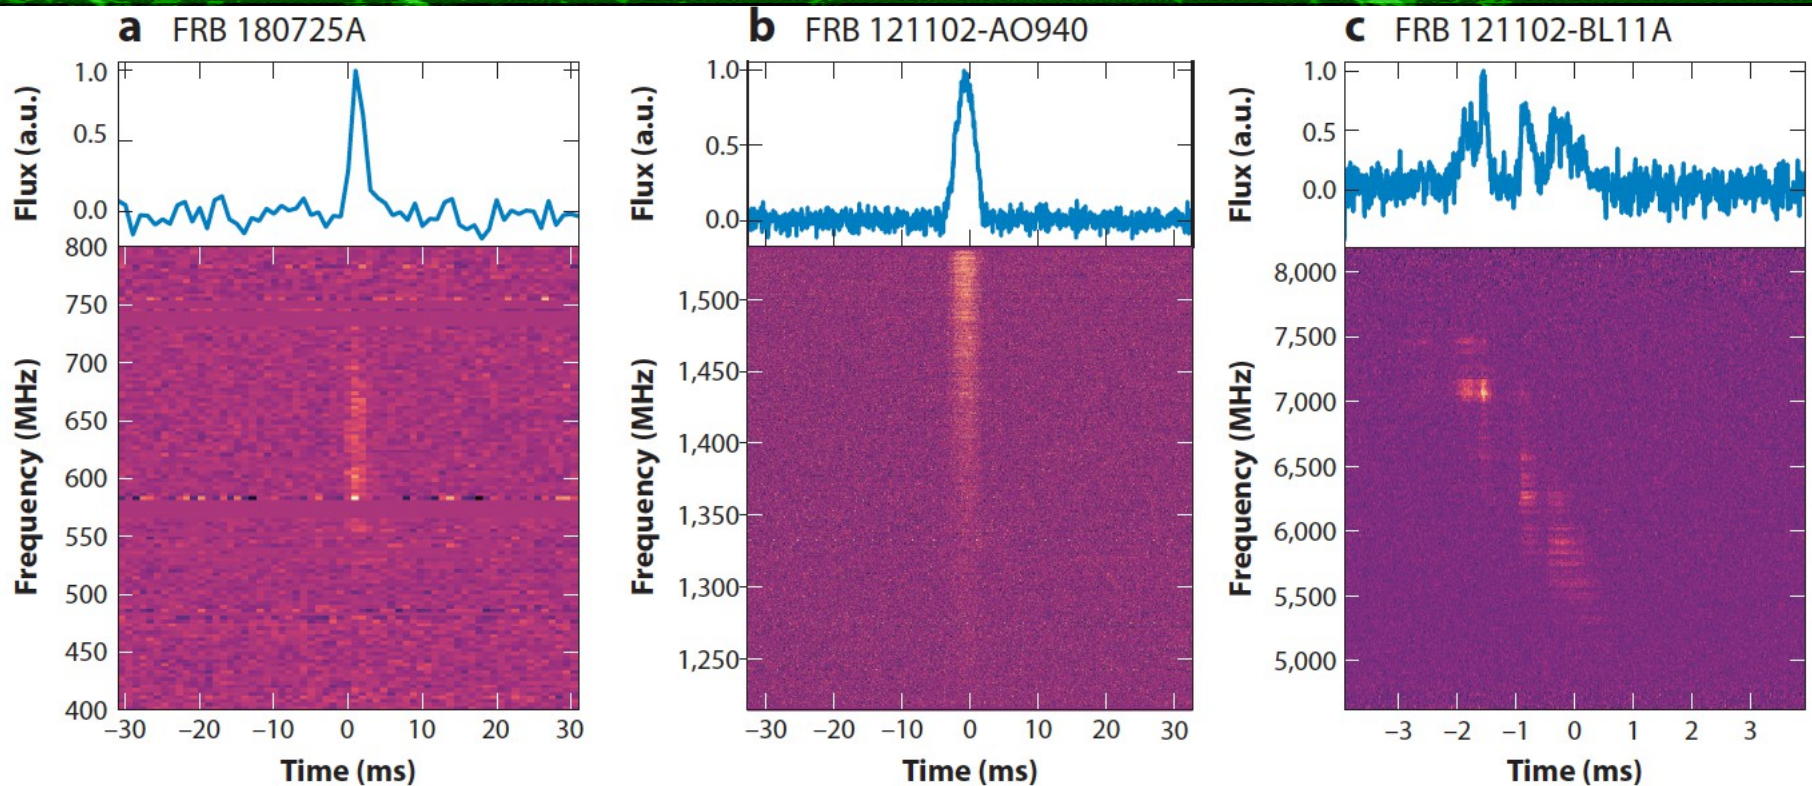 a FRB 180725A
Flux (a.u.)
1.0
0.5
0.0
Frequency (MHz)
800
750
700
650
600
550
500
450
400
−30 −20 −10 0 10 20 30
Time (ms)
b FRB 121102-AO940
Flux (a.u.)
1.0
0.5
0.0
Frequency (MHz)
1,500
1,450
1,400
1,350
1,300
1,250
−30 −20 −10 0 10 20 30
Time (ms)
c FRB 121102-BL11A
Flux (a.u.)
1.0
0.5
0.0
Frequency (MHz)
8,000
7,500
7,000
6,500
6,000
5,500
5,000
−3 −2 −1 0 1 2 3
Time (ms)